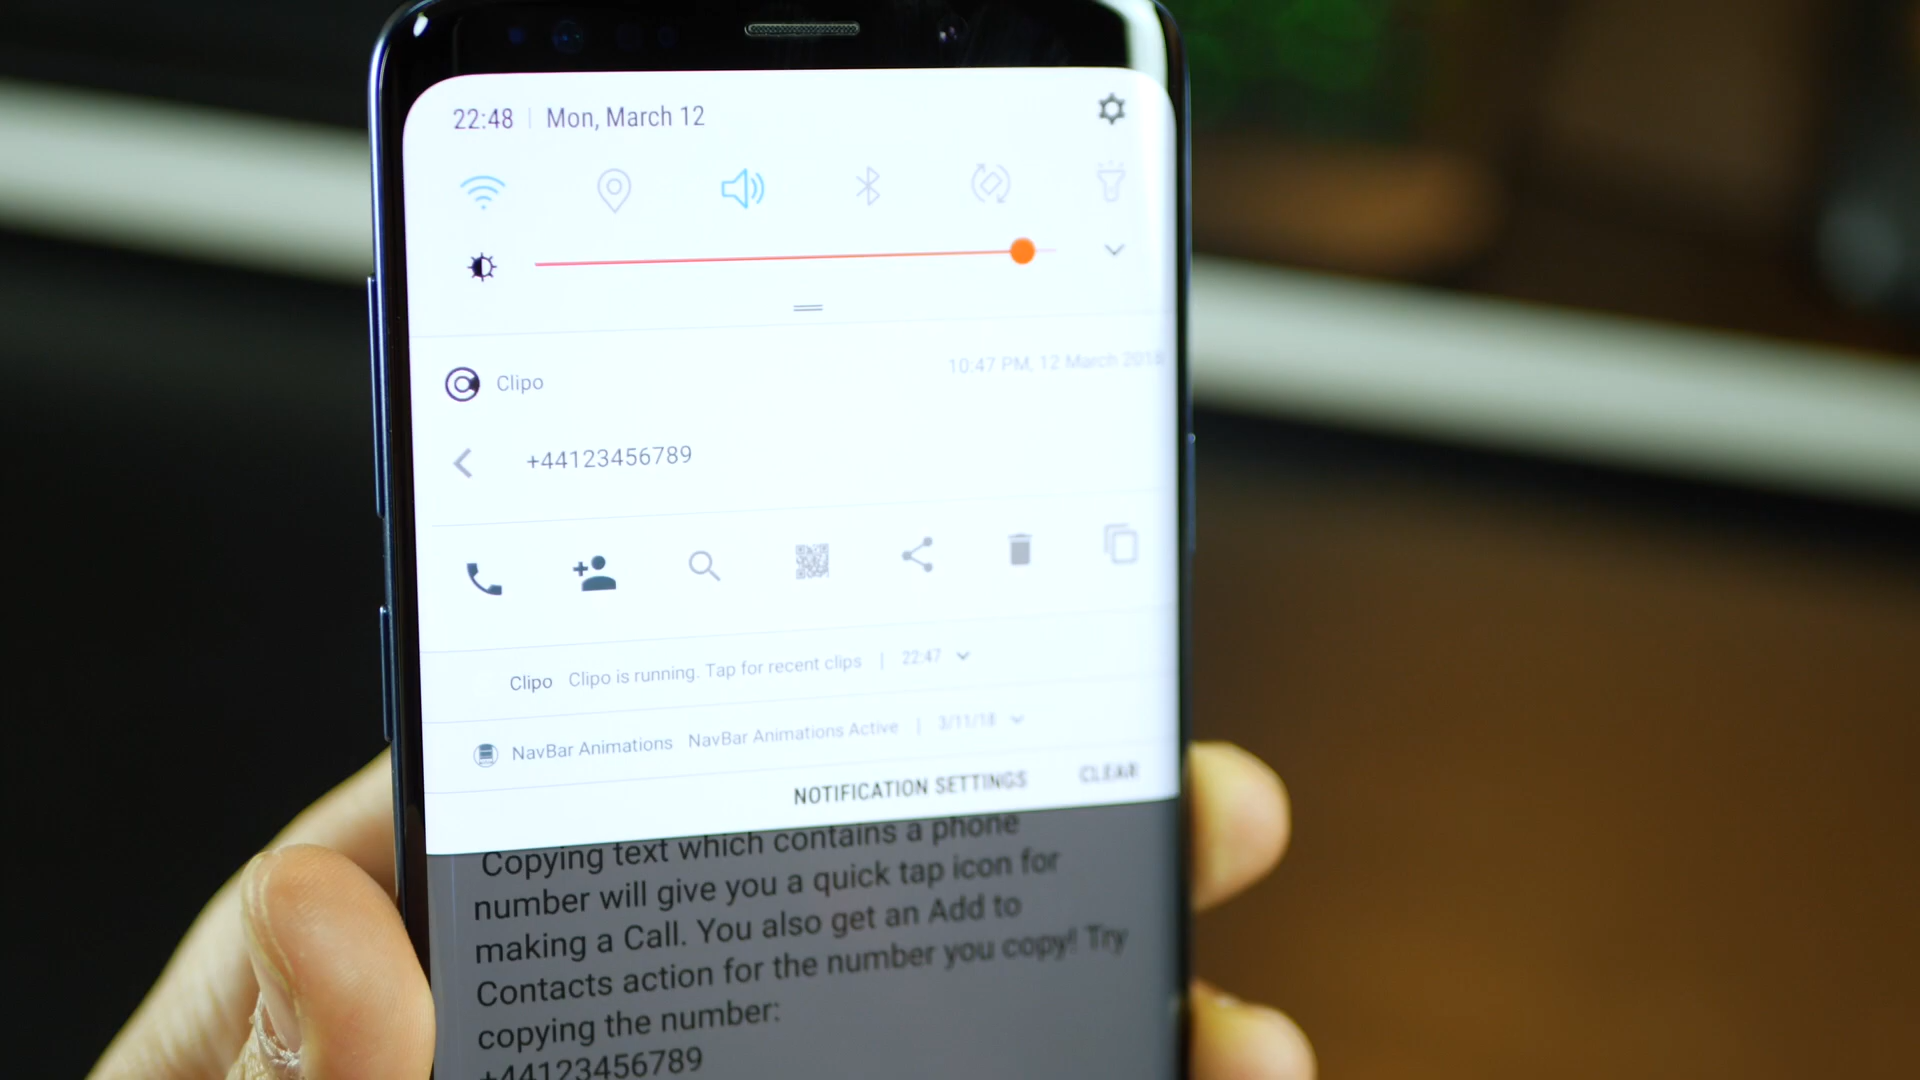 22:48 | Mon, March 12
Clipo
10:47 PM, 12 March 2018
+44123456789
Clipo Clipo is running. Tap for recent clips | 22:47
NavBar Animations NavBar Animations Active | 3/11/18
NOTIFICATION SETTINGS CLEAR
Copying text which contains a phone
number will give you a quick tap icon for
making a Call. You also get an Add to
Contacts action for the number you copy! Try
copying the number:
+44123456789